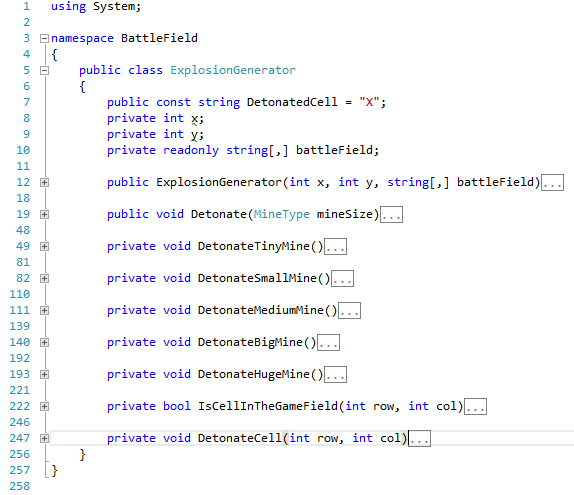 1 using System;
2
3 namespace BattleField
4 {
5 public class ExplosionGenerator
6 {
7 public const string DetonatedCell = "X";
8 private int x;
9 private int y;
10 private readonly string[,] battleField;
11
12 public ExplosionGenerator(int x, int y, string[,] battleField)...
18
19 public void Detonate(MineType mineSize)...
48
49 private void DetonateTinyMine()...
81
82 private void DetonateSmallMine()...
110
111 private void DetonateMediumMine()...
139
140 private void DetonateBigMine()...
192
193 private void DetonateHugeMine()...
221
222 private bool IsCellInTheGameField(int row, int col)...
246
247 private void DetonateCell(int row, int col)...
256 }
257 }
258